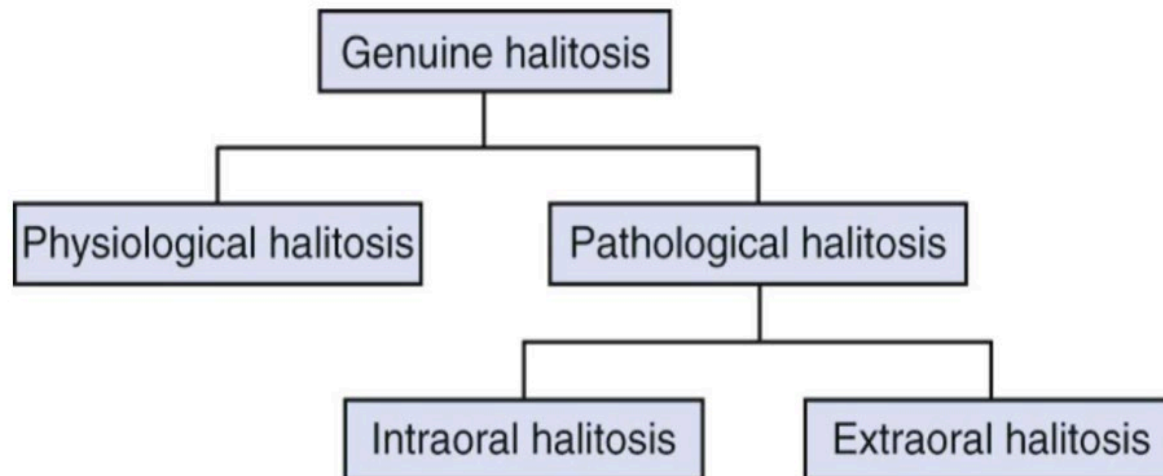 Genuine halitosis
Physiological halitosis
Pathological halitosis
Intraoral halitosis
Extraoral halitosis